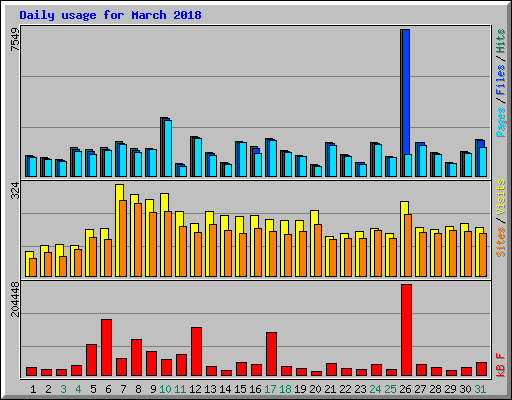 Daily usage for March 2018
7549
324
204448
Pages / Files / Hits
Sites / Visits
kB F
1 2 3 4 5 6 7 8 9 10 11 12 13 14 15 16 17 18 19 20 21 22 23 24 25 26 27 28 29 30 31